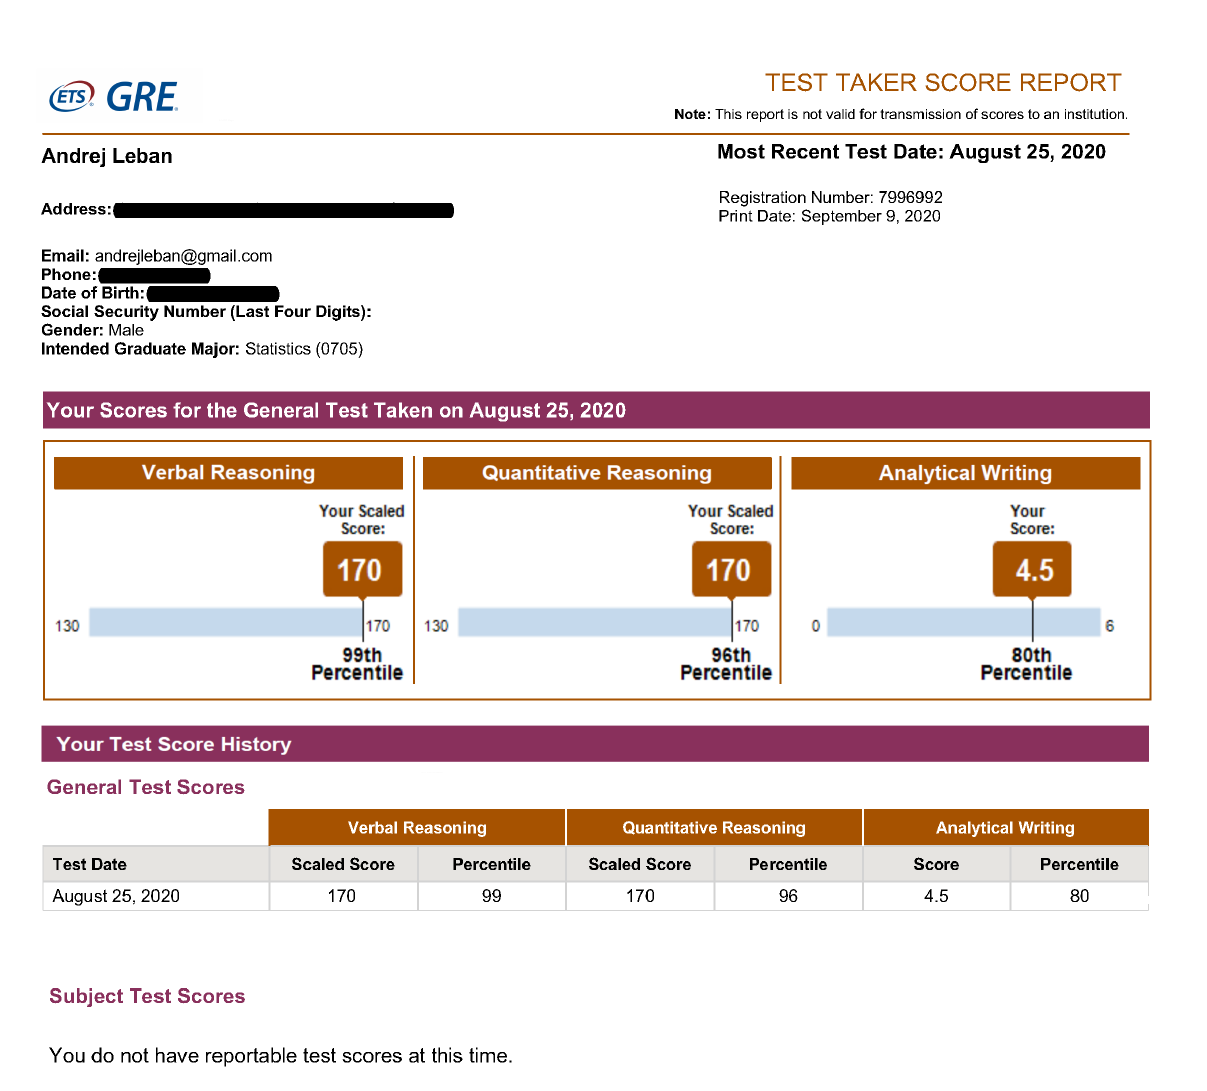 ETS GRE
TEST TAKER SCORE REPORT
Note: This report is not valid for transmission of scores to an institution.
Andrej Leban
Most Recent Test Date: August 25, 2020
Address:
Registration Number: 7996992
Print Date: September 9, 2020
Email: andrejleban@gmail.com
Phone:
Date of Birth:
Social Security Number (Last Four Digits):
Gender: Male
Intended Graduate Major: Statistics (0705)
Your Scores for the General Test Taken on August 25, 2020
Verbal Reasoning
Your Scaled
Score:
170
130 170
99th
Percentile
Quantitative Reasoning
Your Scaled
Score:
170
130 170
96th
Percentile
Analytical Writing
Your
Score:
4.5
0 6
80th
Percentile
Your Test Score History
General Test Scores
Verbal Reasoning Quantitative Reasoning Analytical Writing
Test Date Scaled Score Percentile Scaled Score Percentile Score Percentile
August 25, 2020 170 99 170 96 4.5 80
Subject Test Scores
You do not have reportable test scores at this time.